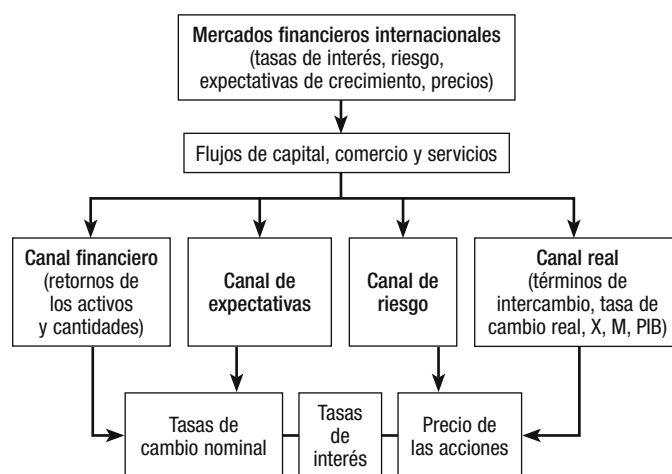 Mercados financieros internacionales
(tasas de interés, riesgo,
expectativas de crecimiento, precios)
Flujos de capital, comercio y servicios
Canal financiero
(retornos de
los activos
y cantidades)
Canal de
expectativas
Canal de
riesgo
Canal real
(términos de
intercambio, tasa de
cambio real, X, M, PIB)
Tasas de
cambio nominal
Tasas
de
interés
Precio de
las acciones